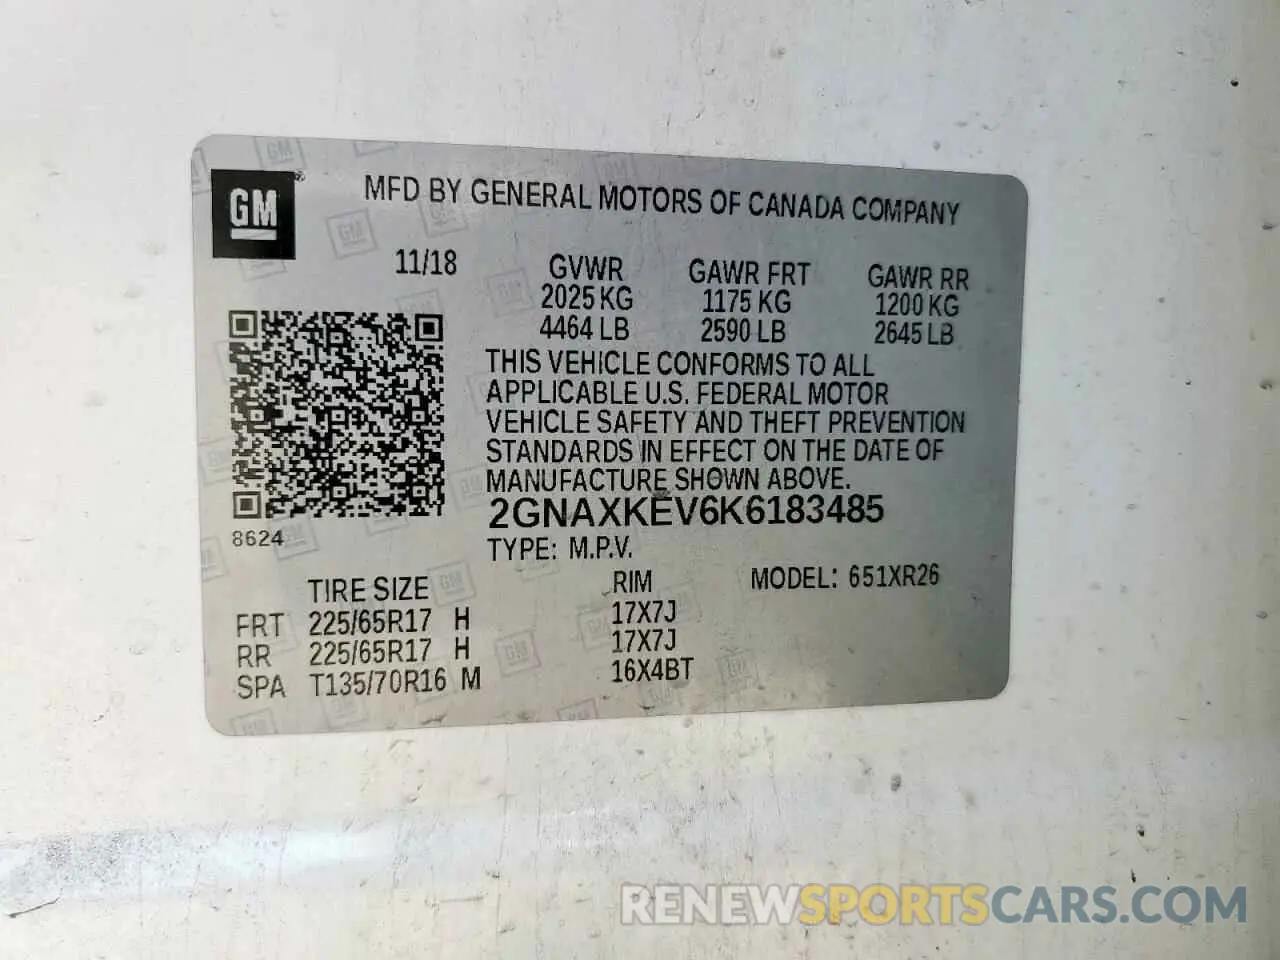 GM
MFD BY GENERAL MOTORS OF CANADA COMPANY
11/18 GVWR GAWR FRT GAWR RR
2025 KG 1175 KG 1200 KG
4464 LB 2590 LB 2645 LB
THIS VEHICLE CONFORMS TO ALL
APPLICABLE U.S. FEDERAL MOTOR
VEHICLE SAFETY AND THEFT PREVENTION
STANDARDS IN EFFECT ON THE DATE OF
MANUFACTURE SHOWN ABOVE.
2GNAXKEV6K6183485
8624
TYPE: M.P.V.
TIRE SIZE RIM MODEL: 651XR26
FRT 225/65R17 H 17X7J
RR 225/65R17 H 17X7J
SPA T135/70R16 M 16X4BT
RENEWSPORTSCARS.COM